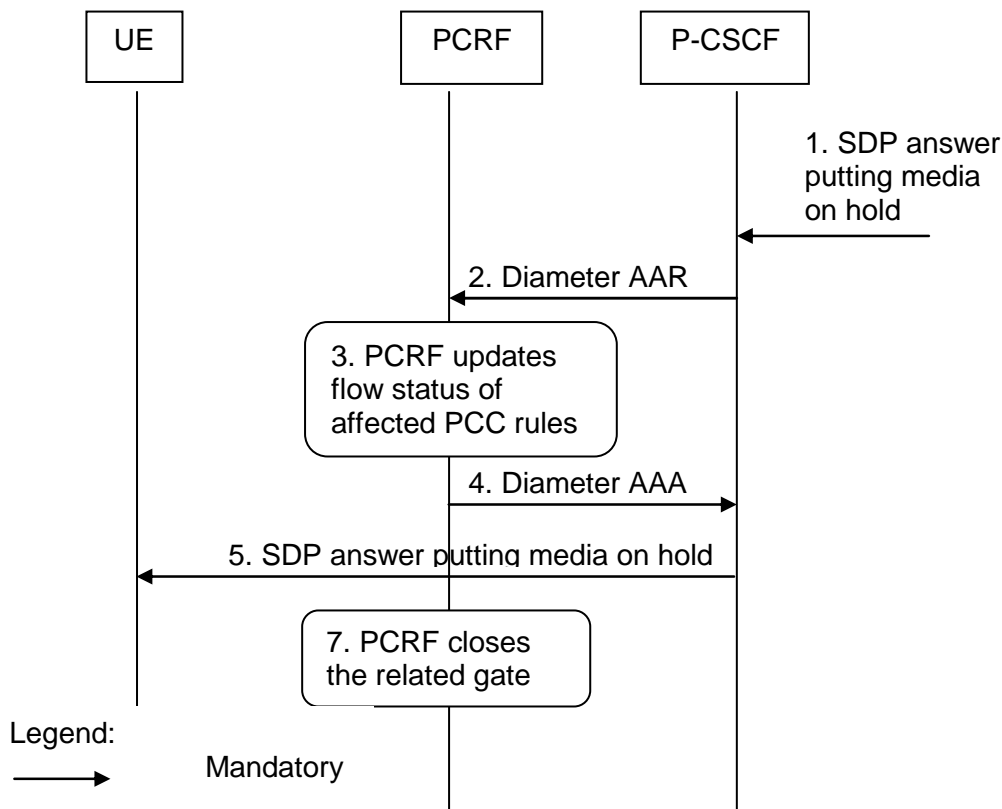 UE
PCRF
P-CSCF
1. SDP answer
putting media
on hold
2. Diameter AAR
3. PCRF updates
flow status of
affected PCC rules
4. Diameter AAA
5. SDP answer putting media on hold
7. PCRF closes
the related gate
Legend:
Mandatory